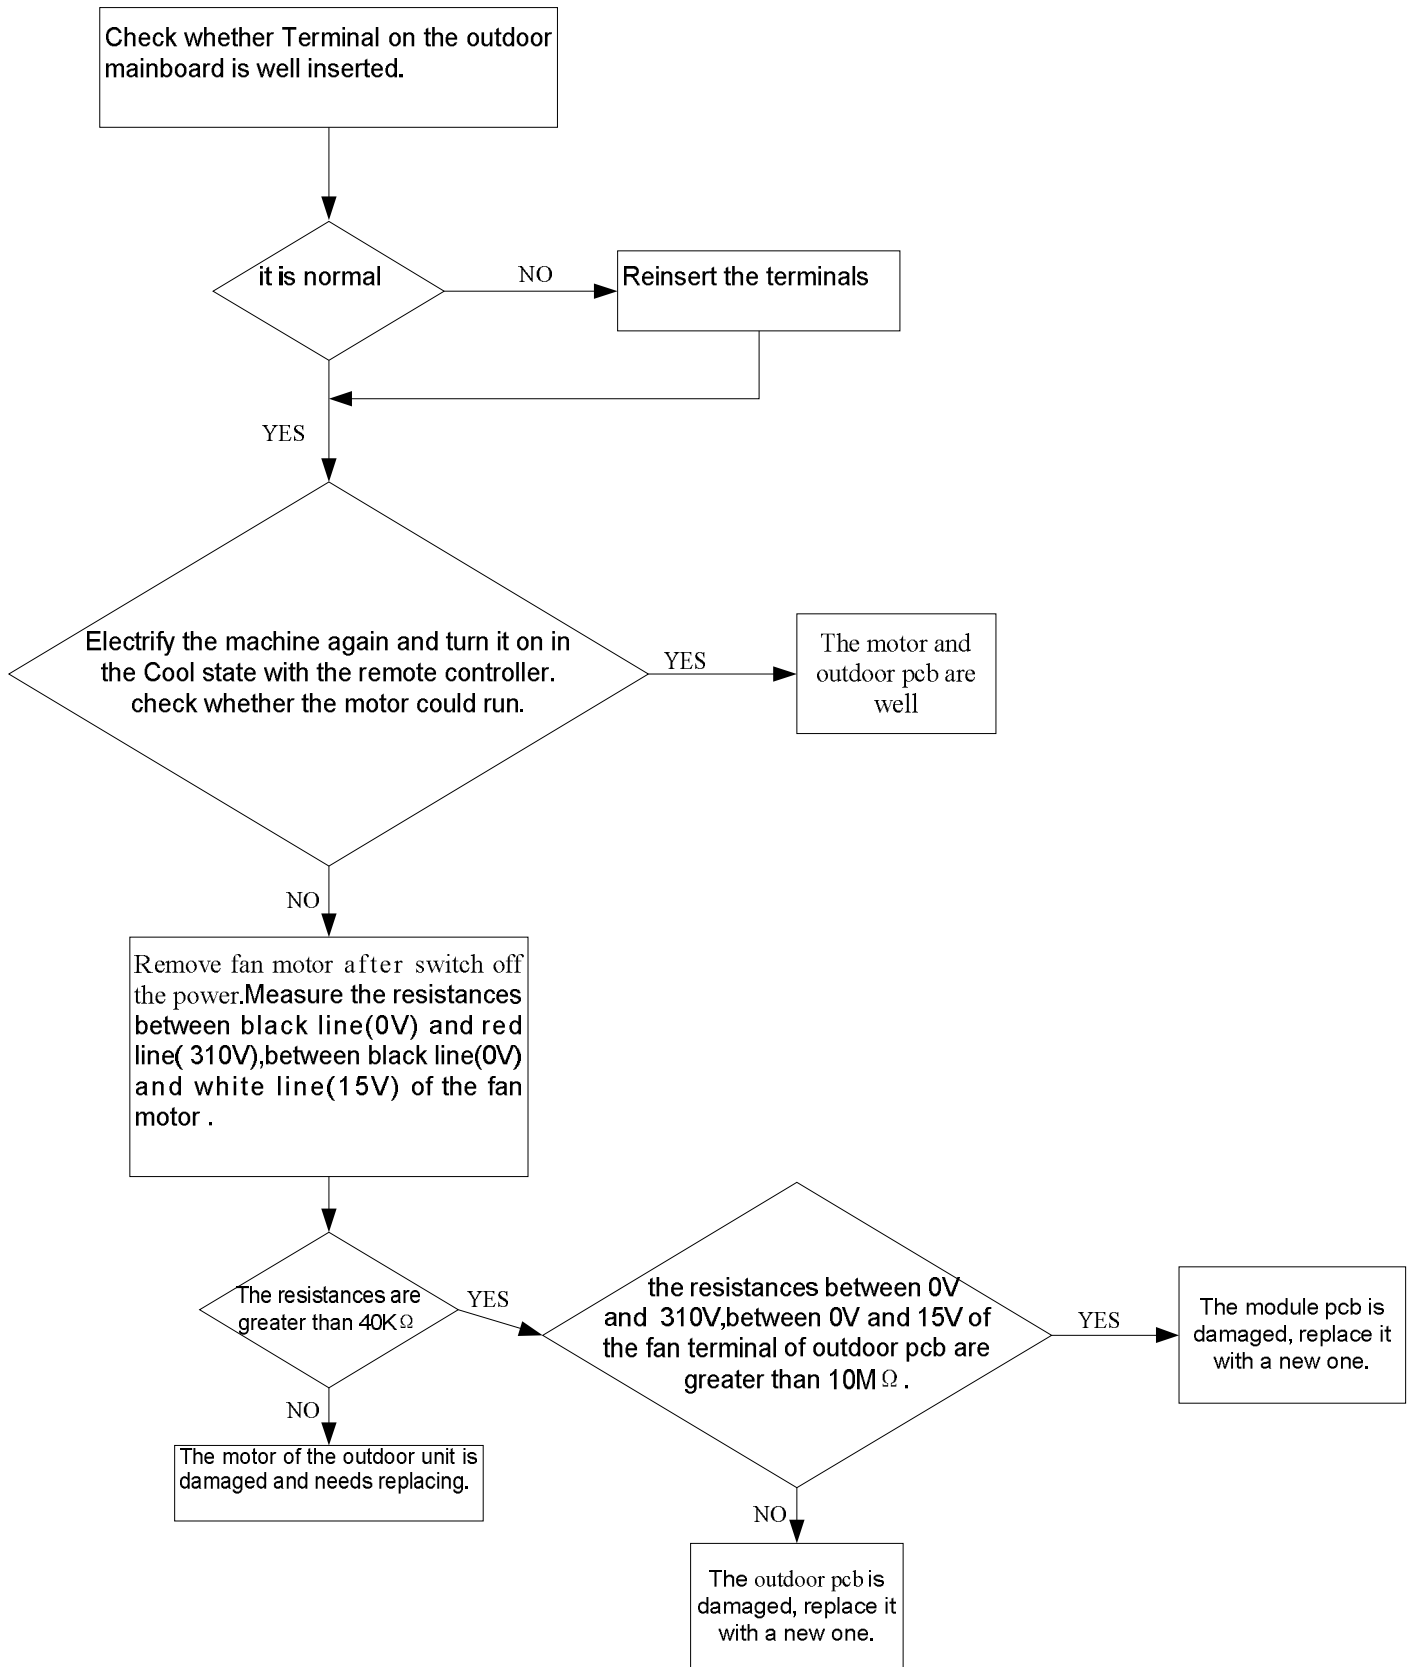 Check whether Terminal on the outdoor
mainboard is well inserted.
it is normal
NO
Reinsert the terminals
YES
Electrify the machine again and turn it on in
the Cool state with the remote controller.
check whether the motor could run.
YES
The motor and
outdoor pcb are
well
NO
Remove fan motor after switch off
the power.Measure the resistances
between black line(0V) and red
line( 310V),between black line(0V)
and white line(15V) of the fan
motor .
The resistances are
greater than 40KΩ
YES
the resistances between 0V
and 310V,between 0V and 15V of
the fan terminal of outdoor pcb are
greater than 10MΩ.
YES
The module pcb is
damaged, replace it
with a new one.
NO
The motor of the outdoor unit is
damaged and needs replacing.
NO
The outdoor pcb is
damaged, replace it
with a new one.